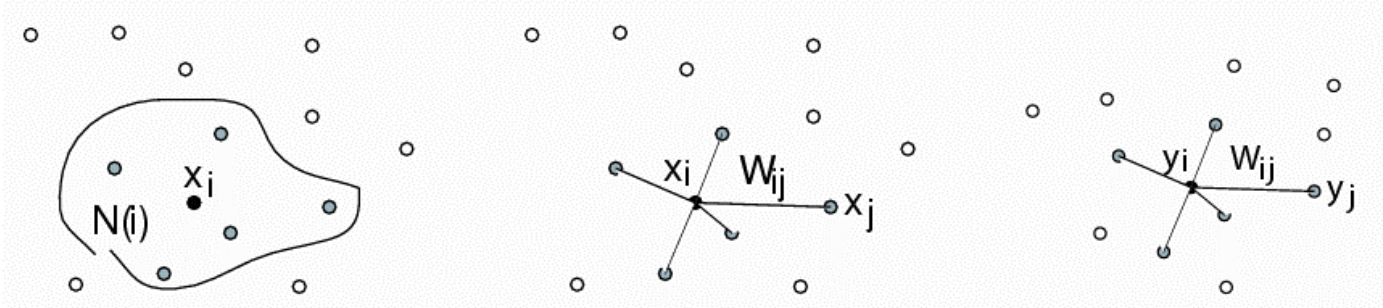 x_i
N(i)
x_i W_ij x_j
y_i W_ij y_j